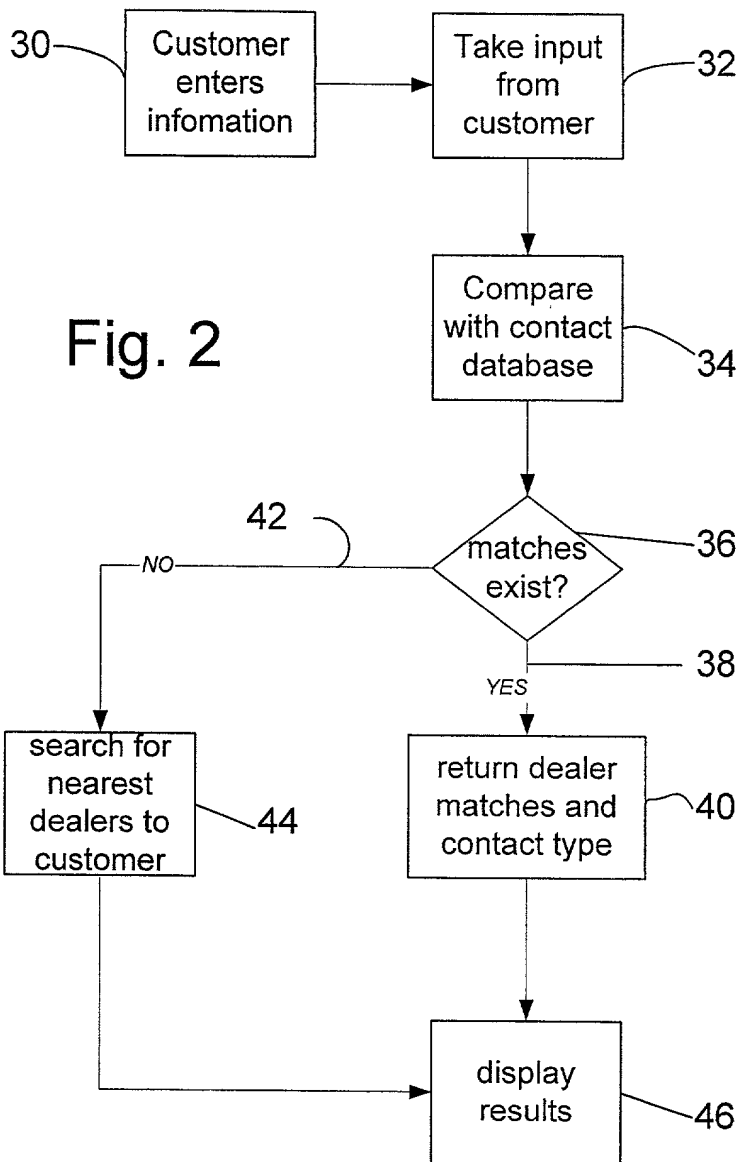 30
Customer
enters
infomation
Take input
from
customer
32
Compare
with contact
database
34
Fig. 2
42
matches
exist?
36
NO
38
YES
search for
nearest
dealers to
customer
44
return dealer
matches and
contact type
40
display
results
46